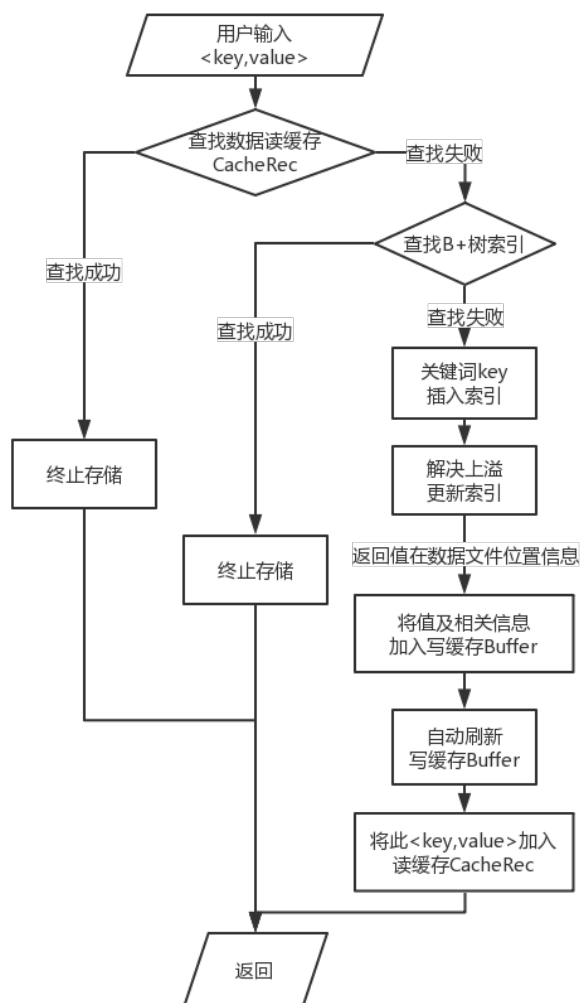 用户输入
<key,value>
查找数据读缓存
CacheRec
查找失败
查找B+树索引
查找成功
查找成功
查找失败
关键词key
插入索引
终止存储
解决上溢
更新索引
返回值在数据文件位置信息
终止存储
将值及相关信息
加入写缓存Buffer
自动刷新
写缓存Buffer
将此<key,value>加入
读缓存CacheRec
返回